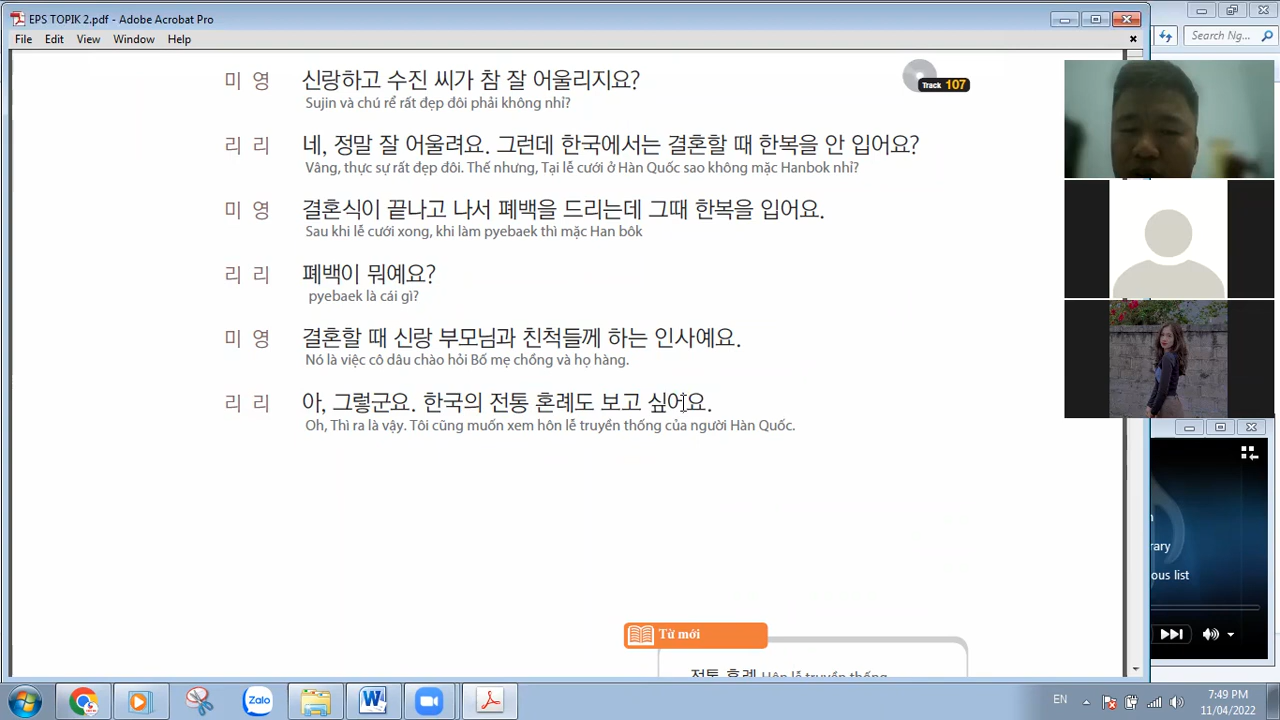 EPS TOPIK 2.pdf - Adobe Acrobat Pro
File Edit View Window Help
Search Ng...
미 영 신랑하고 수진 씨가 참 잘 어울리지요?
Track 107
Sujin và chú rể rất đẹp đôi phải không nhỉ?
리 리 네, 정말 잘 어울려요. 그런데 한국에서는 결혼할 때 한복을 안 입어요?
Vâng, thực sự rất đẹp đôi. Thế nhưng, Tại lễ cưới ở Hàn Quốc sao không mặc Hanbok nhỉ?
미 영 결혼식이 끝나고 나서 폐백을 드리는데 그때 한복을 입어요.
Sau khi lễ cưới xong, khi làm pyebaek thì mặc Han bôk
리 리 폐백이 뭐예요?
pyebaek là cái gì?
미 영 결혼할 때 신랑 부모님과 친척들께 하는 인사예요.
Nó là việc cô dâu chào hỏi Bố mẹ chồng và họ hàng.
리 리 아, 그렇군요. 한국의 전통 혼례도 보고 싶어요.
Oh, Thì ra là vậy. Tôi cũng muốn xem hôn lễ truyền thống của người Hàn Quốc.
rary
ous list
Từ mới
전통 혼례 Hôn lễ truyền thống
Zalo
EN
7:49 PM
11/04/2022